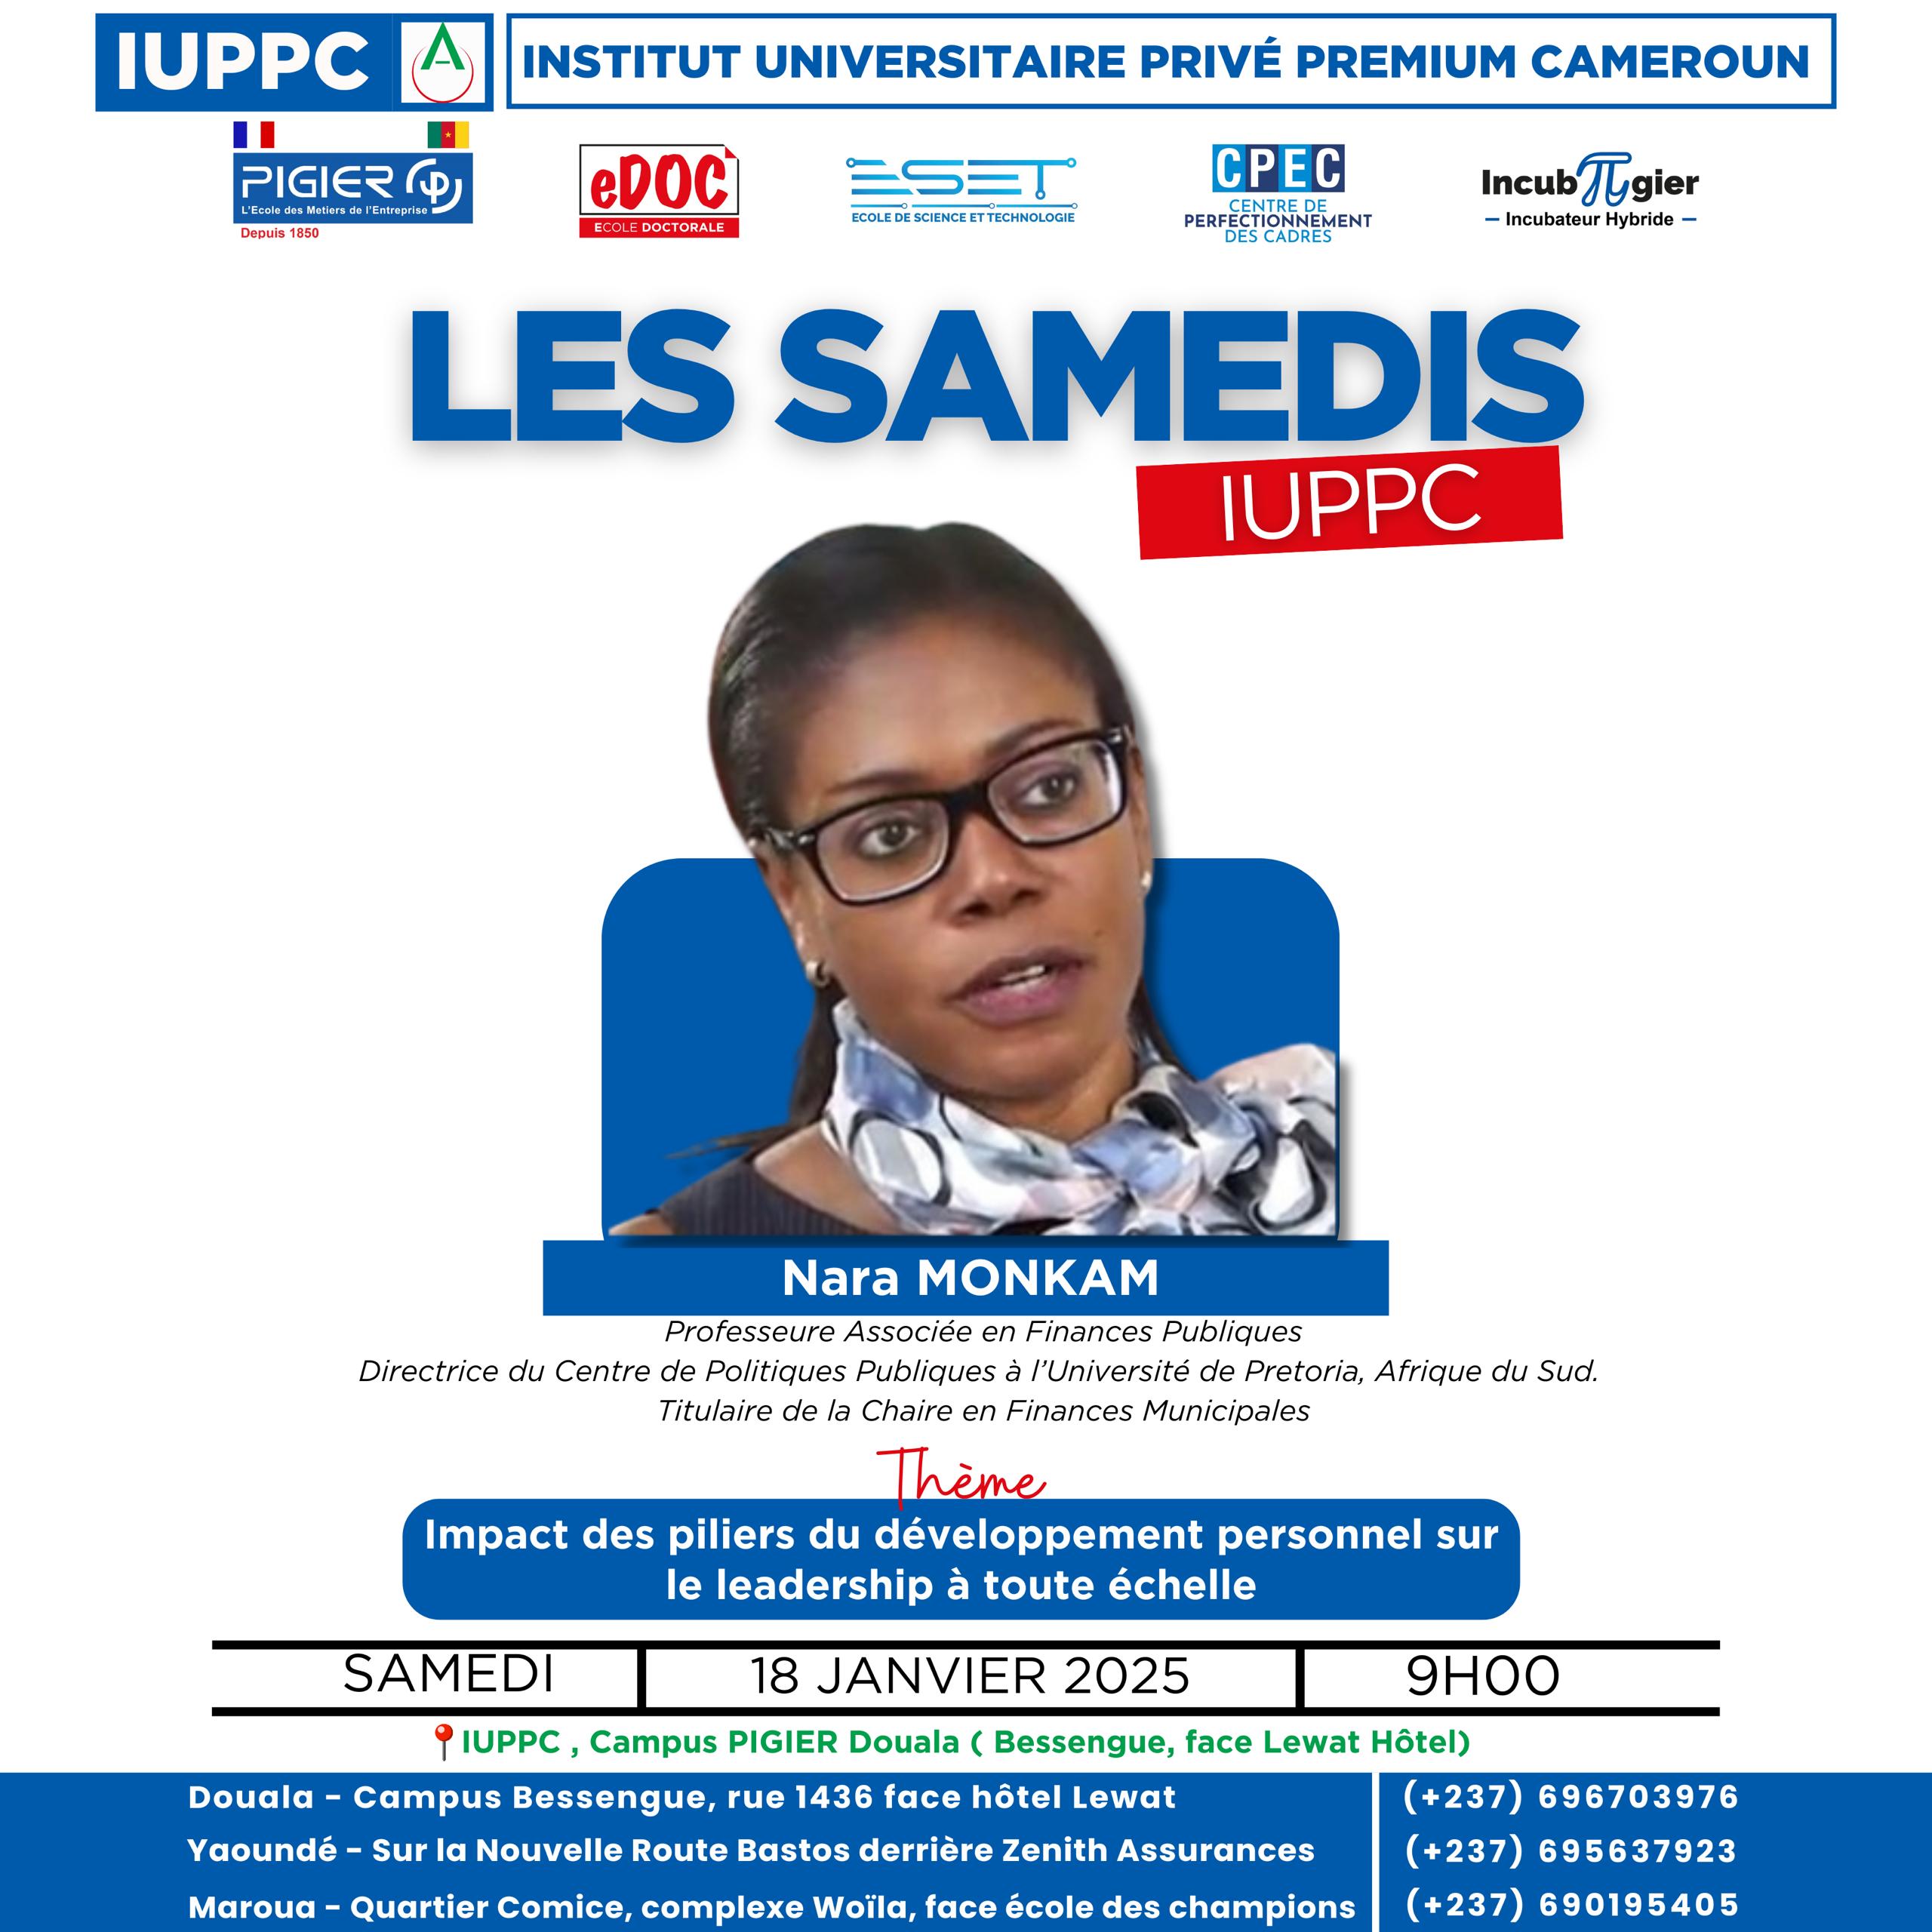 IUPPC
A
INSTITUT UNIVERSITAIRE PRIVÉ PREMIUM CAMEROUN
PIGIER
L'Ecole des Metiers de l'Entreprise
Depuis 1850
eDOC
ECOLE DOCTORALE
ESET
ECOLE DE SCIENCE ET TECHNOLOGIE
CPEC
CENTRE DE
PERFECTIONNEMENT
DES CADRES
Incubπgier
– Incubateur Hybride –
LES SAMEDIS
IUPPC
Nara MONKAM
Professeure Associée en Finances Publiques
Directrice du Centre de Politiques Publiques à l'Université de Pretoria, Afrique du Sud.
Titulaire de la Chaire en Finances Municipales
Thème
Impact des piliers du développement personnel sur
le leadership à toute échelle
SAMEDI 18 JANVIER 2025 9H00
IUPPC , Campus PIGIER Douala ( Bessengue, face Lewat Hôtel)
Douala – Campus Bessengue, rue 1436 face hôtel Lewat (+237) 696703976
Yaoundé – Sur la Nouvelle Route Bastos derrière Zenith Assurances (+237) 695637923
Maroua – Quartier Comice, complexe Woïla, face école des champions (+237) 690195405